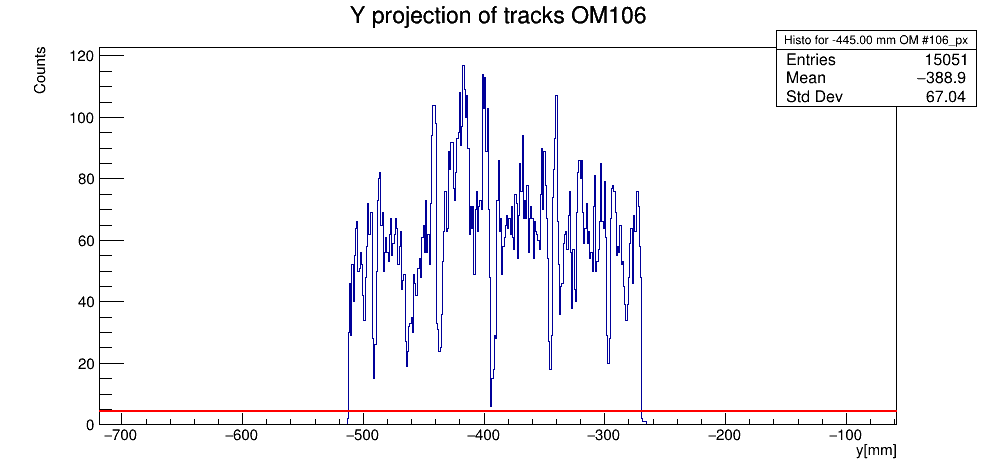 Y projection of tracks OM106
Histo for -445.00 mm OM #106_px
Entries 15051
Mean −388.9
Std Dev 67.04
Counts
120
100
80
60
40
20
0
−700 −600 −500 −400 −300 −200 −100
y[mm]